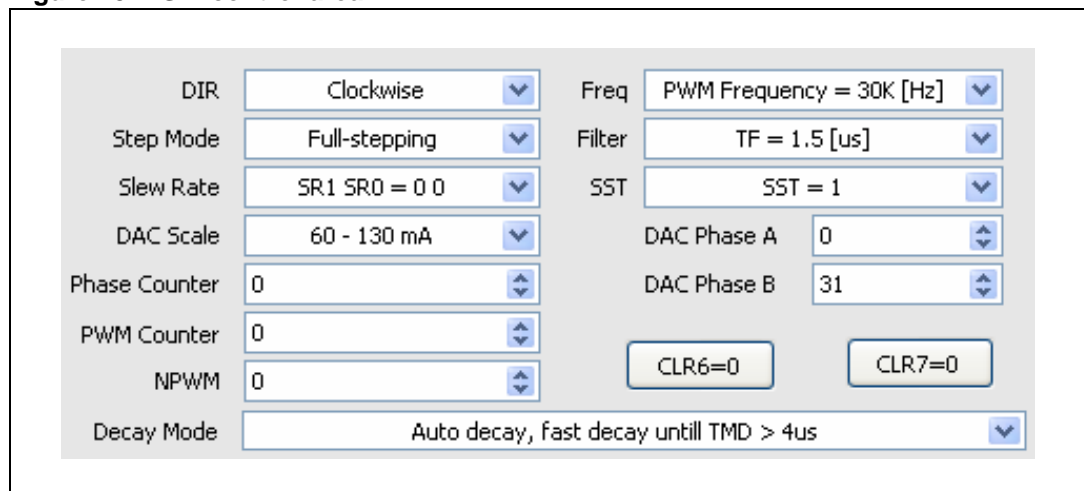 DIR Clockwise Freq PWM Frequency = 30K [Hz]
Step Mode Full-stepping Filter TF = 1.5 [us]
Slew Rate SR1 SR0 = 0 0 SST SST = 1
DAC Scale 60 - 130 mA DAC Phase A 0
Phase Counter 0 DAC Phase B 31
PWM Counter 0
NPWM 0 CLR6=0 CLR7=0
Decay Mode Auto decay, fast decay untill TMD > 4us